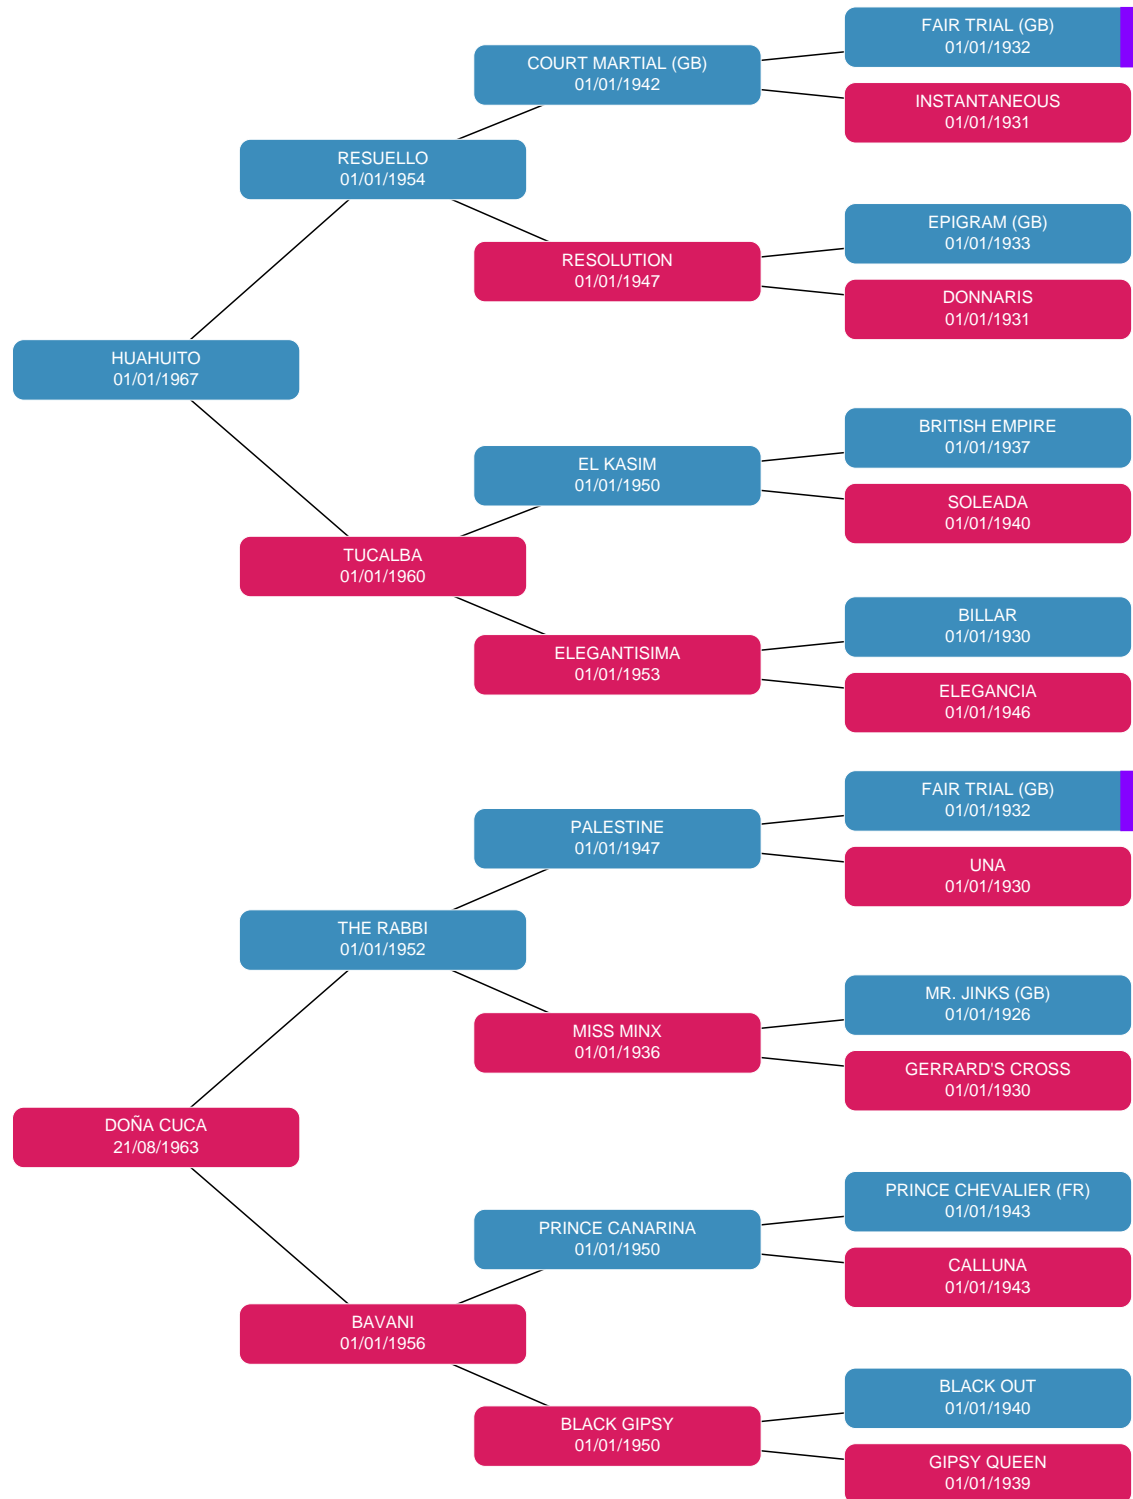 FAIR TRIAL (GB)
01/01/1932
COURT MARTIAL (GB)
01/01/1942
INSTANTANEOUS
01/01/1931
RESUELLO
01/01/1954
EPIGRAM (GB)
01/01/1933
RESOLUTION
01/01/1947
DONNARIS
01/01/1931
HUAHUITO
01/01/1967
BRITISH EMPIRE
01/01/1937
EL KASIM
01/01/1950
SOLEADA
01/01/1940
TUCALBA
01/01/1960
BILLAR
01/01/1930
ELEGANTISIMA
01/01/1953
ELEGANCIA
01/01/1946
FAIR TRIAL (GB)
01/01/1932
PALESTINE
01/01/1947
UNA
01/01/1930
THE RABBI
01/01/1952
MR. JINKS (GB)
01/01/1926
MISS MINX
01/01/1936
GERRARD'S CROSS
01/01/1930
DOÑA CUCA
21/08/1963
PRINCE CHEVALIER (FR)
01/01/1943
PRINCE CANARINA
01/01/1950
CALLUNA
01/01/1943
BAVANI
01/01/1956
BLACK OUT
01/01/1940
BLACK GIPSY
01/01/1950
GIPSY QUEEN
01/01/1939